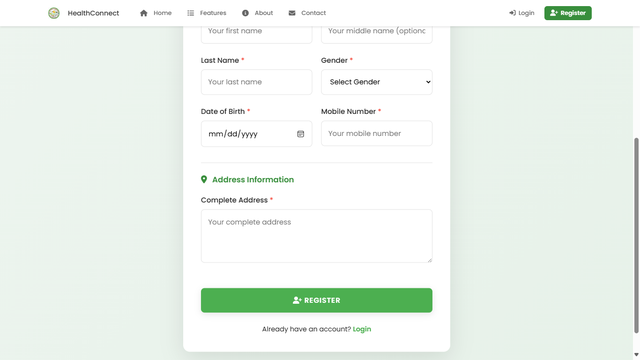 HealthConnect Home Features About Contact Login Register
Your first name Your middle name (optional
Last Name * Gender *
Your last name Select Gender
Date of Birth * Mobile Number *
mm/dd/yyyy Your mobile number
Address Information
Complete Address *
Your complete address
REGISTER
Already have an account? Login